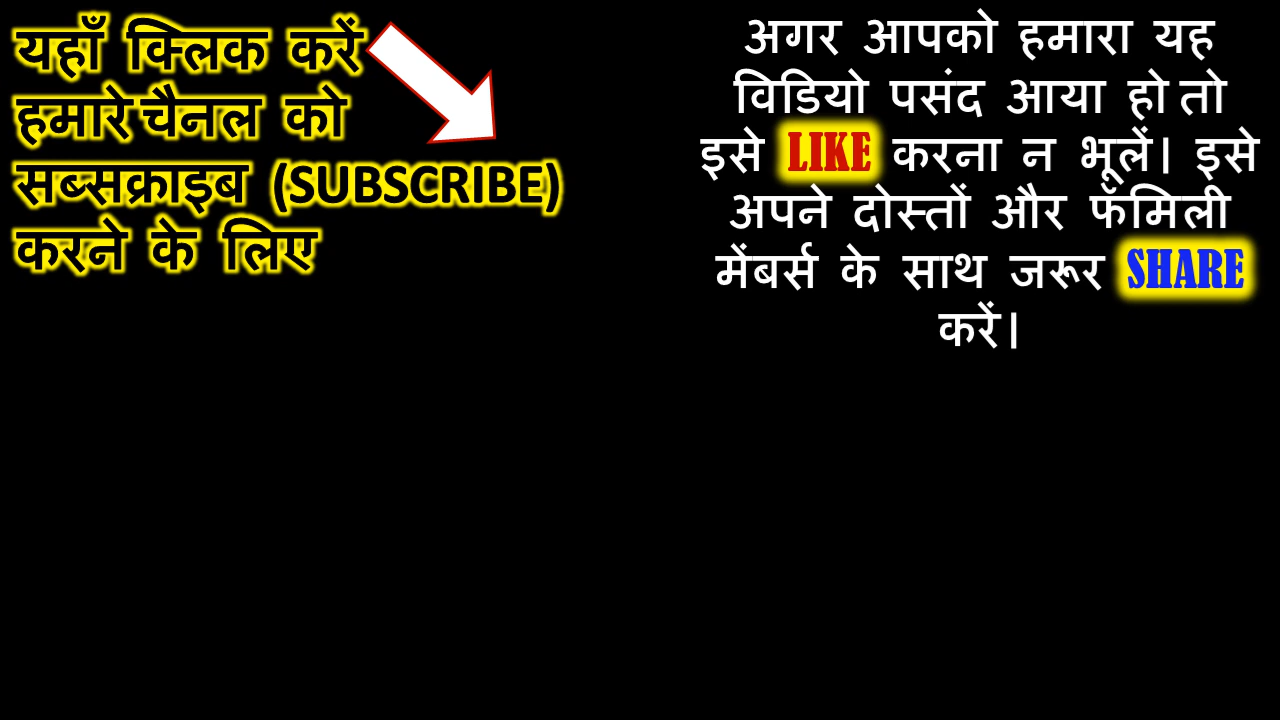 यहाँ क्लिक करें
हमारे चैनल को
सब्सक्राइब (SUBSCRIBE)
करने के लिए
अगर आपको हमारा यह
विडियो पसंद आया हो तो
इसे LIKE करना न भूलें। इसे
अपने दोस्तों और फॅमिली
मेंबर्स के साथ जरूर SHARE
करें।